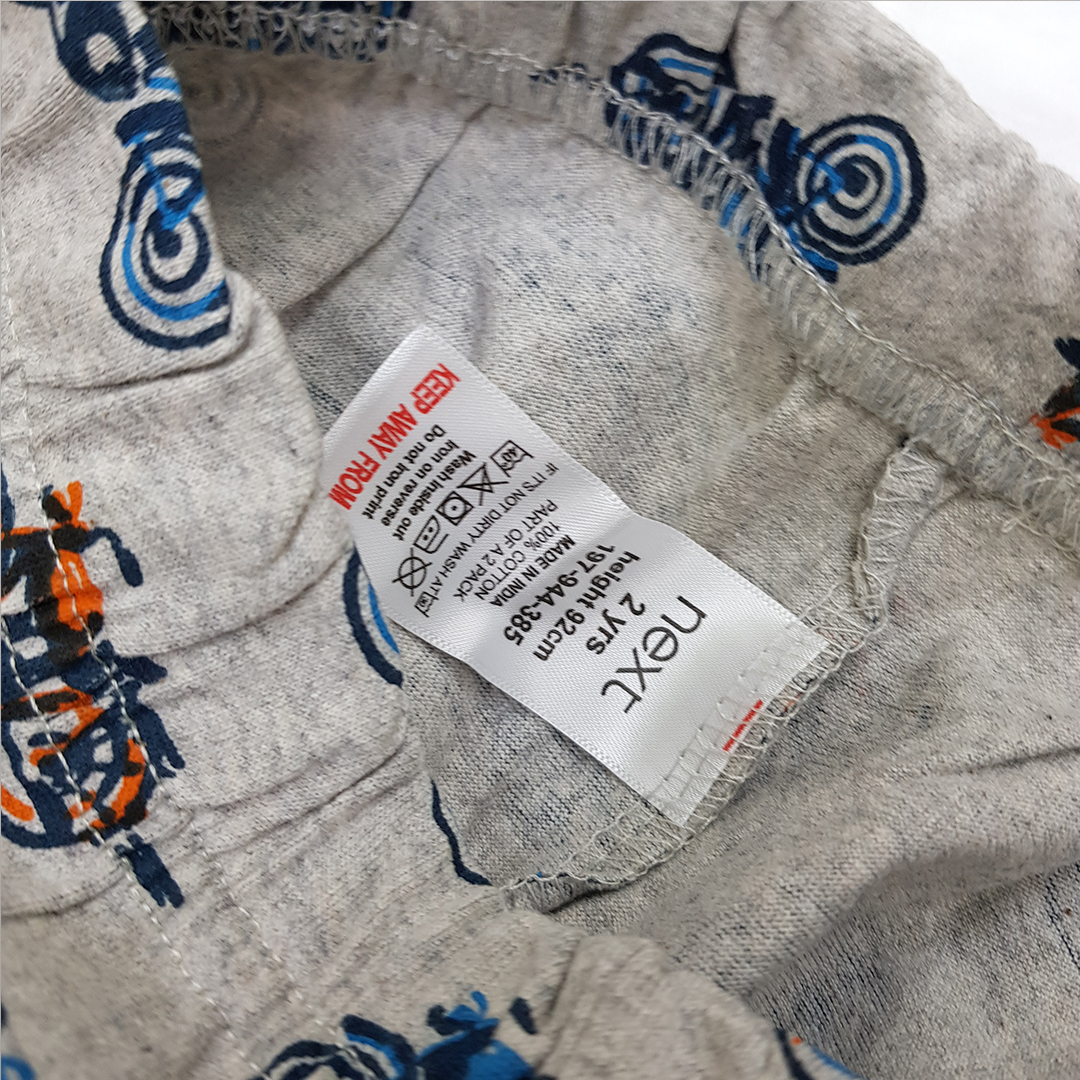 next
2 yrs
height 92cm
197-944-385
MADE IN INDIA
100% COTTON
PART OF A 2 PACK
IF IT'S NOT DIRTY WASH AT
40°
Wash inside out
Iron on reverse
Do not iron print
KEEP AWAY FROM